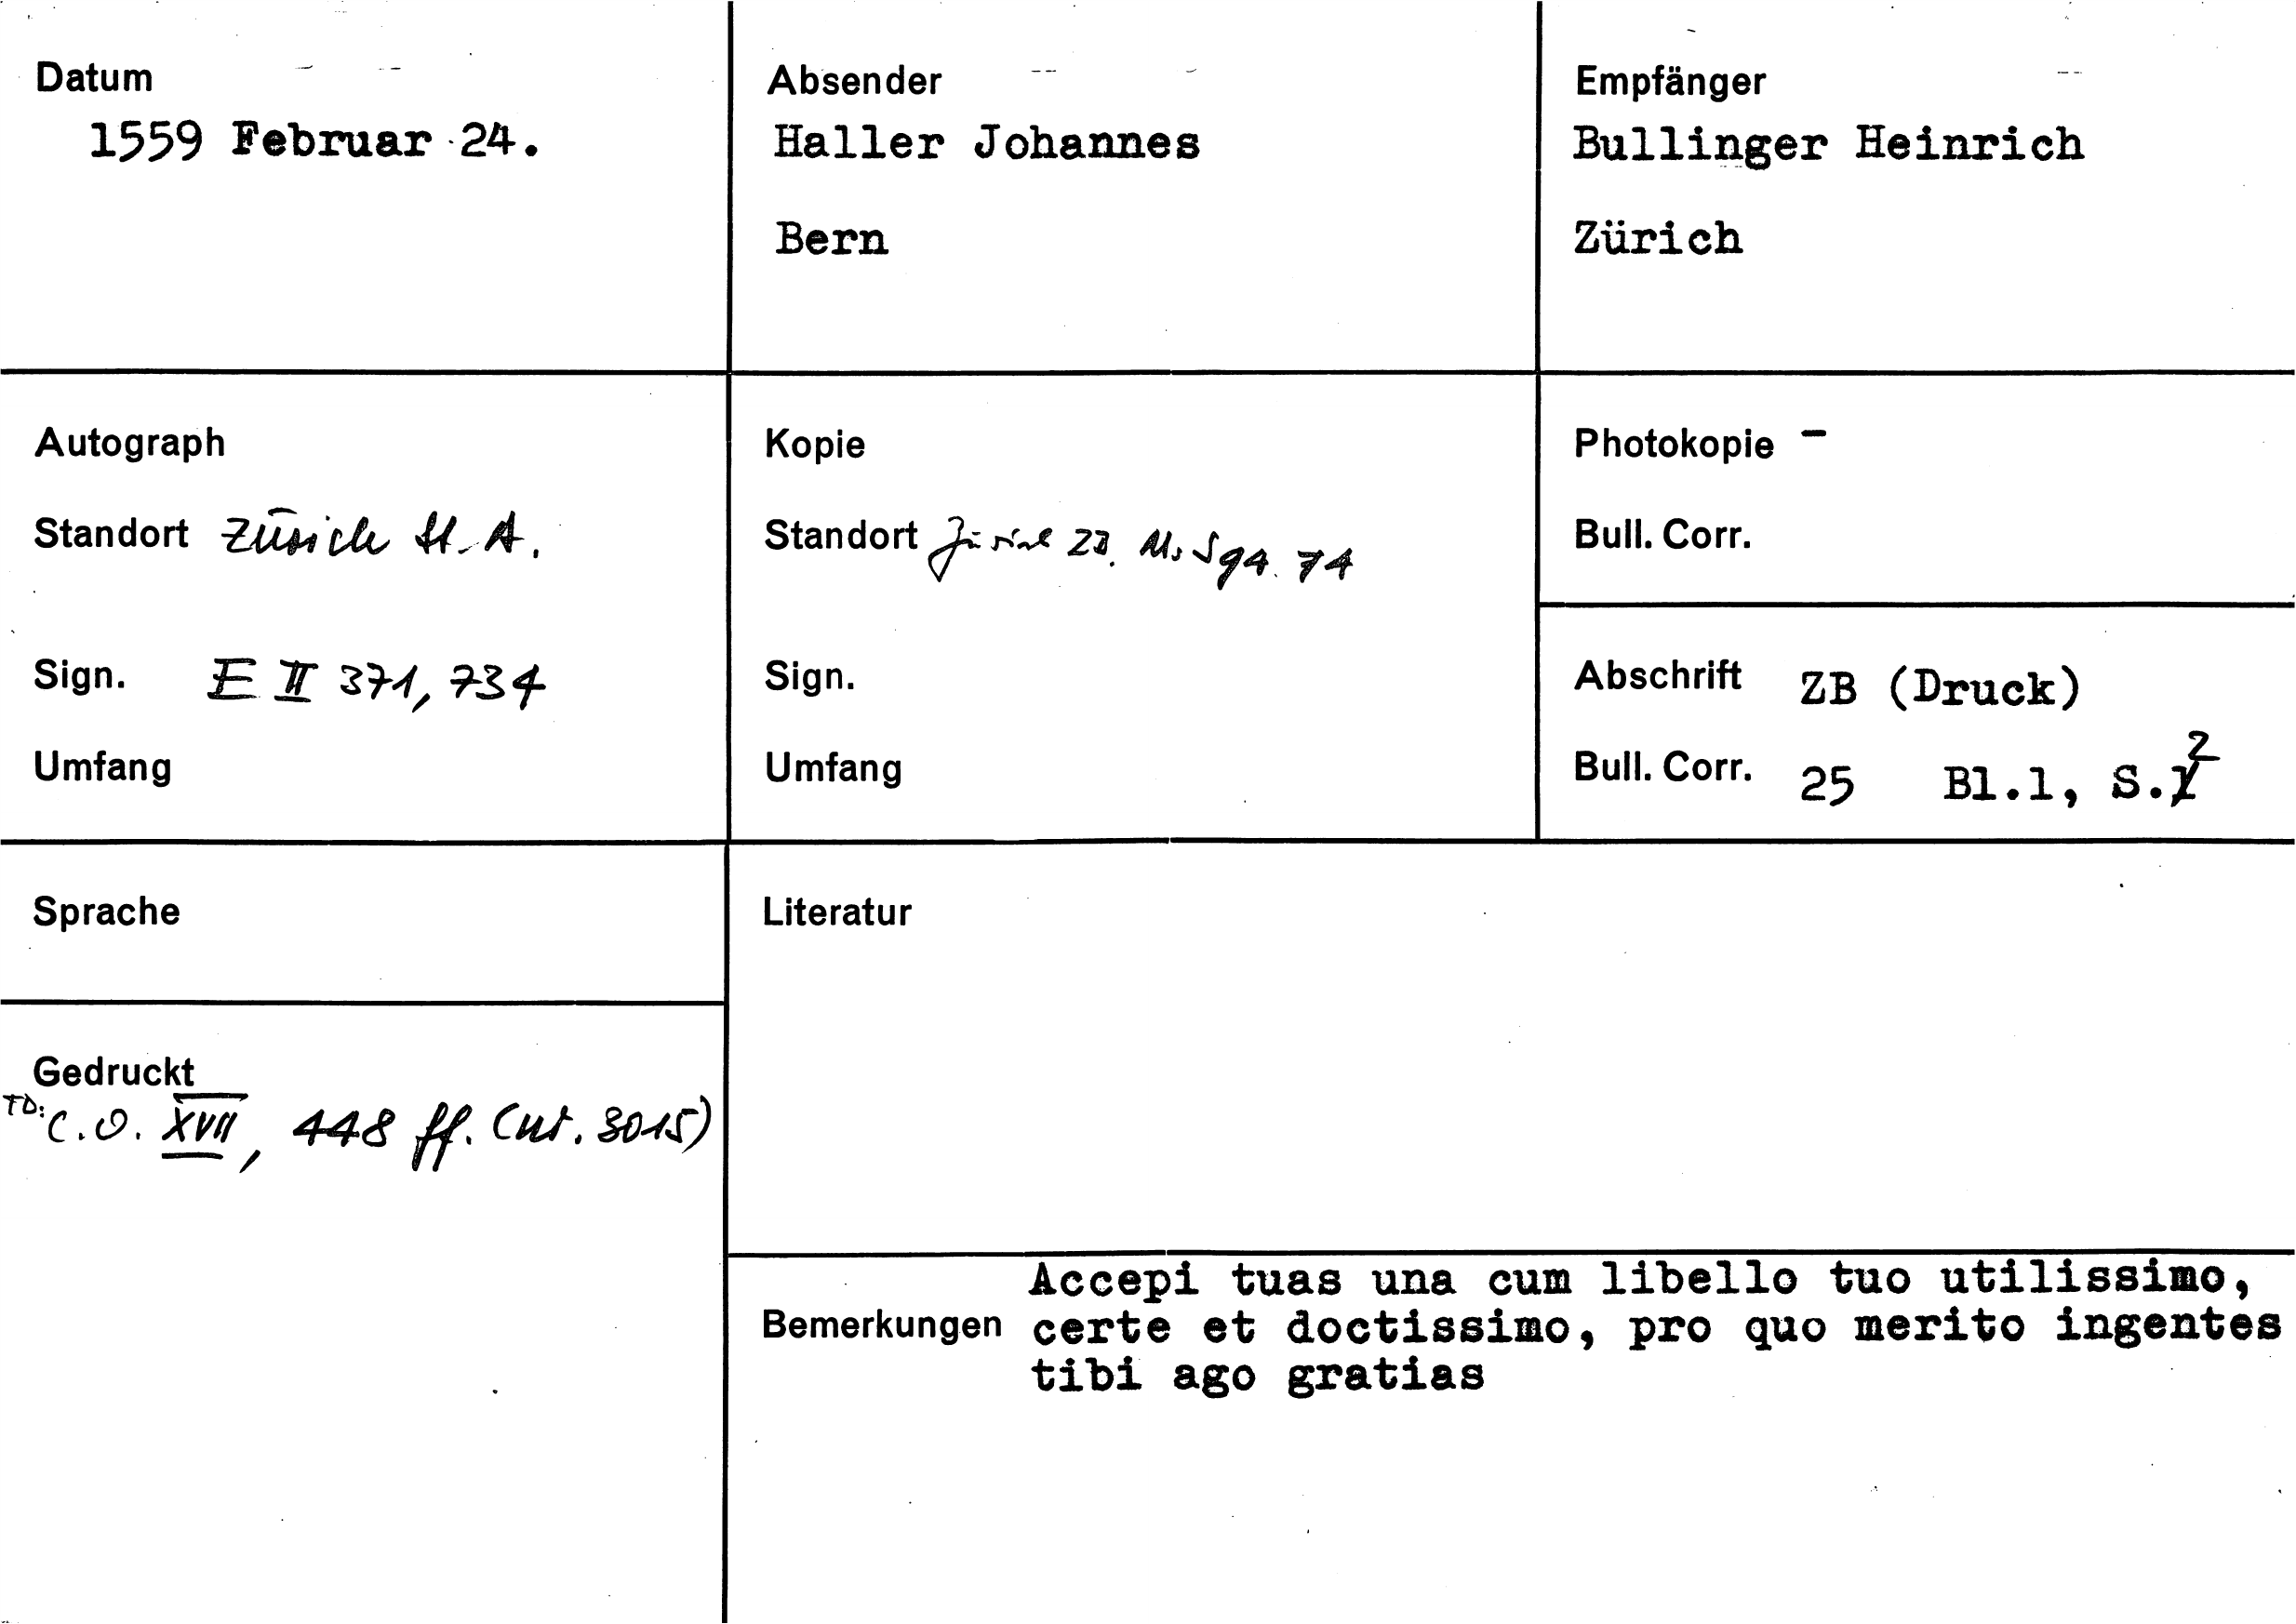 Datum
1559 Februar 24.
Absender
Haller Johannes
Bern
Empfänger
Bullinger Heinrich
Zürich
Autograph
Standort Zürich St. A.
Sign. E II 371, 734
Umfang
Kopie
Standort Zürich ZB. Ms S 94. 74
Sign.
Umfang
Photokopie -
Bull. Corr.
Abschrift ZB (Druck)
Bull. Corr. 25 Bl.1, S.2
Sprache
Gedruckt
TD: C.O. XVII, 448 ff. (Nr. 3015)
Literatur
Bemerkungen
Accepi tuas una cum libello tuo utilissimo,
certe et doctissimo, pro quo merito ingentes
tibi ago gratias